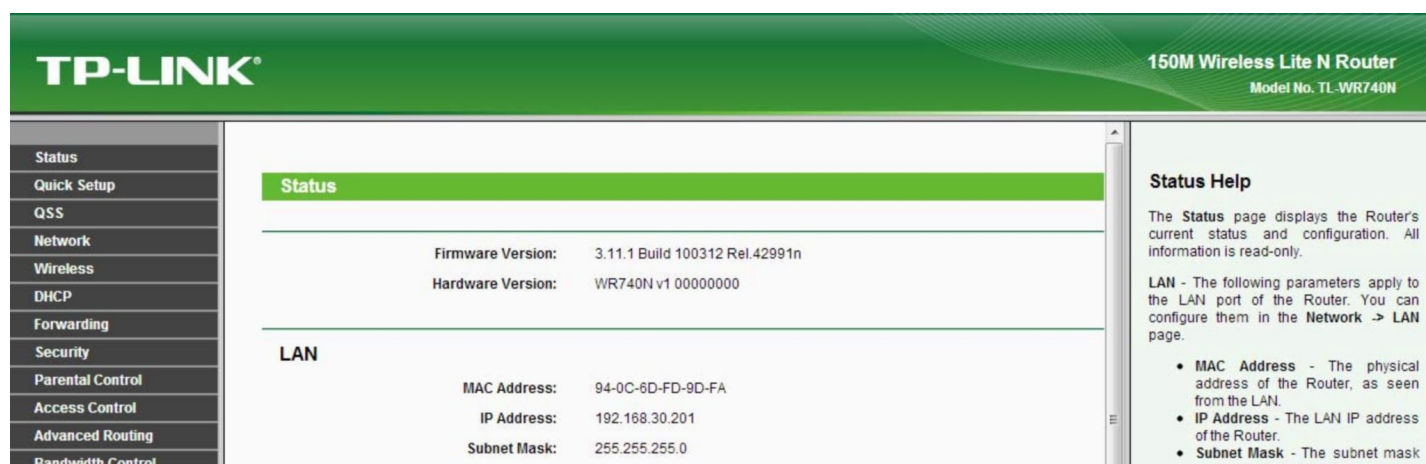 TP-LINK®
150M Wireless Lite N Router
Model No. TL-WR740N
Status
Quick Setup
QSS
Network
Wireless
DHCP
Forwarding
Security
Parental Control
Access Control
Advanced Routing
Bandwidth Control
Status
Firmware Version: 3.11.1 Build 100312 Rel.42991n
Hardware Version: WR740N v1 00000000
LAN
MAC Address: 94-0C-6D-FD-9D-FA
IP Address: 192.168.30.201
Subnet Mask: 255.255.255.0
Status Help
The Status page displays the Router's
current status and configuration. All
information is read-only.
LAN - The following parameters apply to
the LAN port of the Router. You can
configure them in the Network -> LAN
page.
• MAC Address - The physical
address of the Router, as seen
from the LAN.
• IP Address - The LAN IP address
of the Router.
• Subnet Mask - The subnet mask